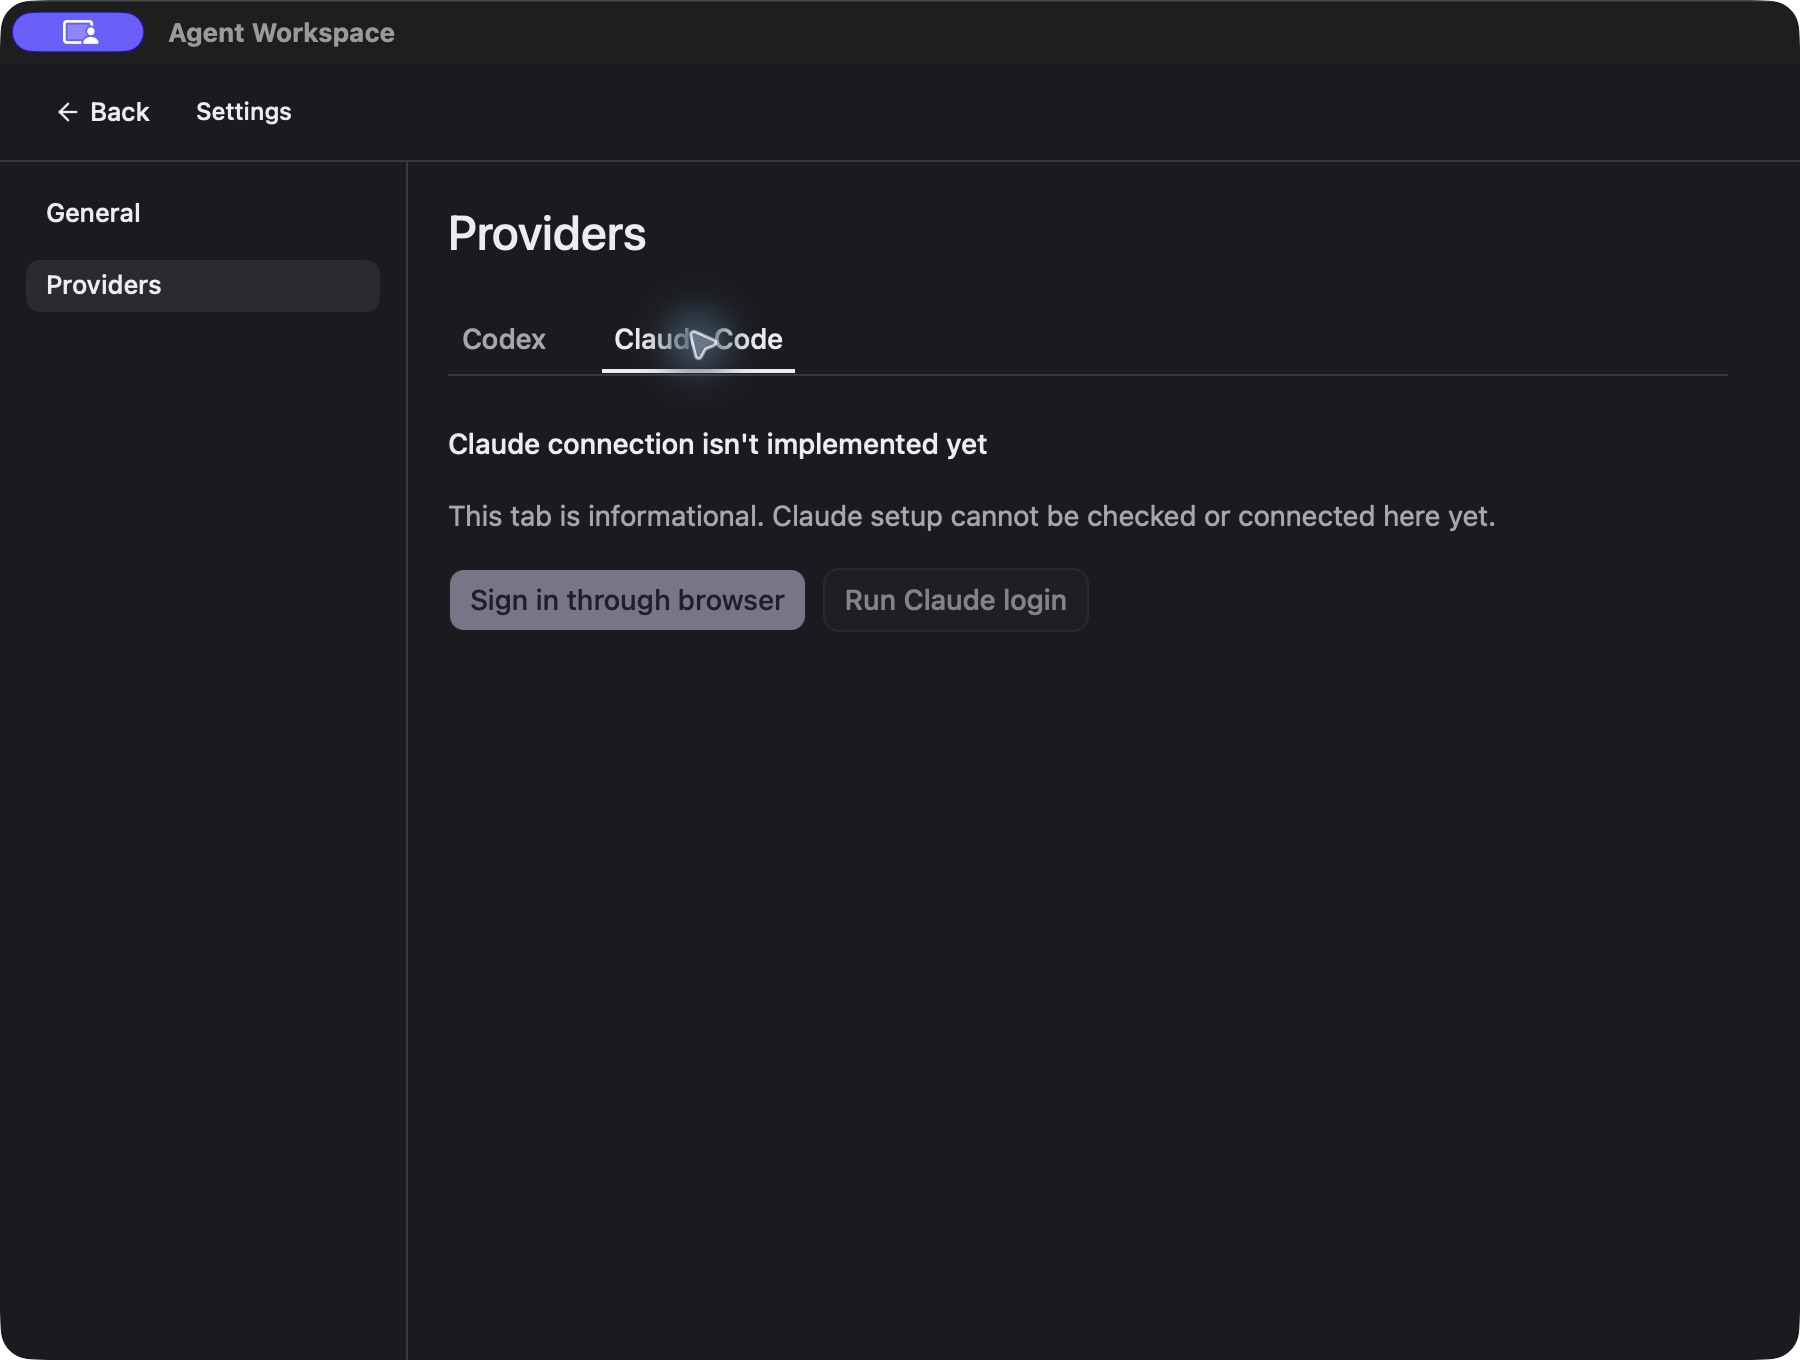 Agent Workspace
← Back
Settings
General
Providers
Providers
Codex
Claude Code
Claude connection isn't implemented yet
This tab is informational. Claude setup cannot be checked or connected here yet.
Sign in through browser
Run Claude login